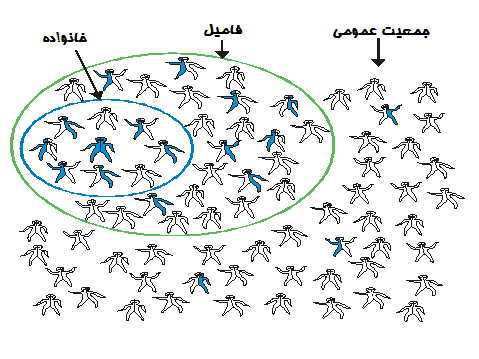 جمعیت عمومی
فامیل
خانواده